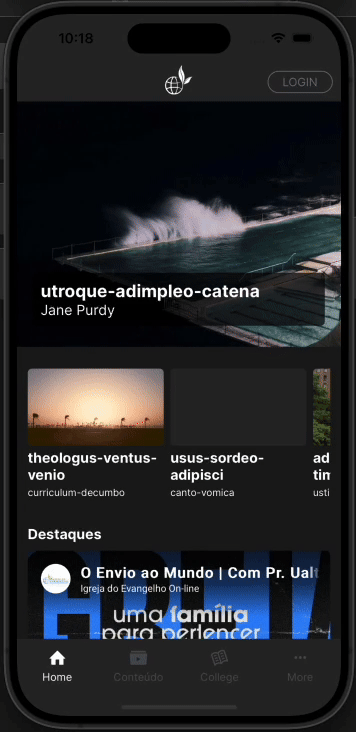 10:18
LOGIN
utroque-adimpleo-catena
Jane Purdy
theologus-ventus-
venio
curriculum-decumbo
usus-sordeo-
adipisci
canto-vomica
ad
tim
usti
Destaques
O Envio ao Mundo | Com Pr. Ualt
Igreja do Evangelho On-line
uma família
para pertencer
Home
Conteúdo
College
More